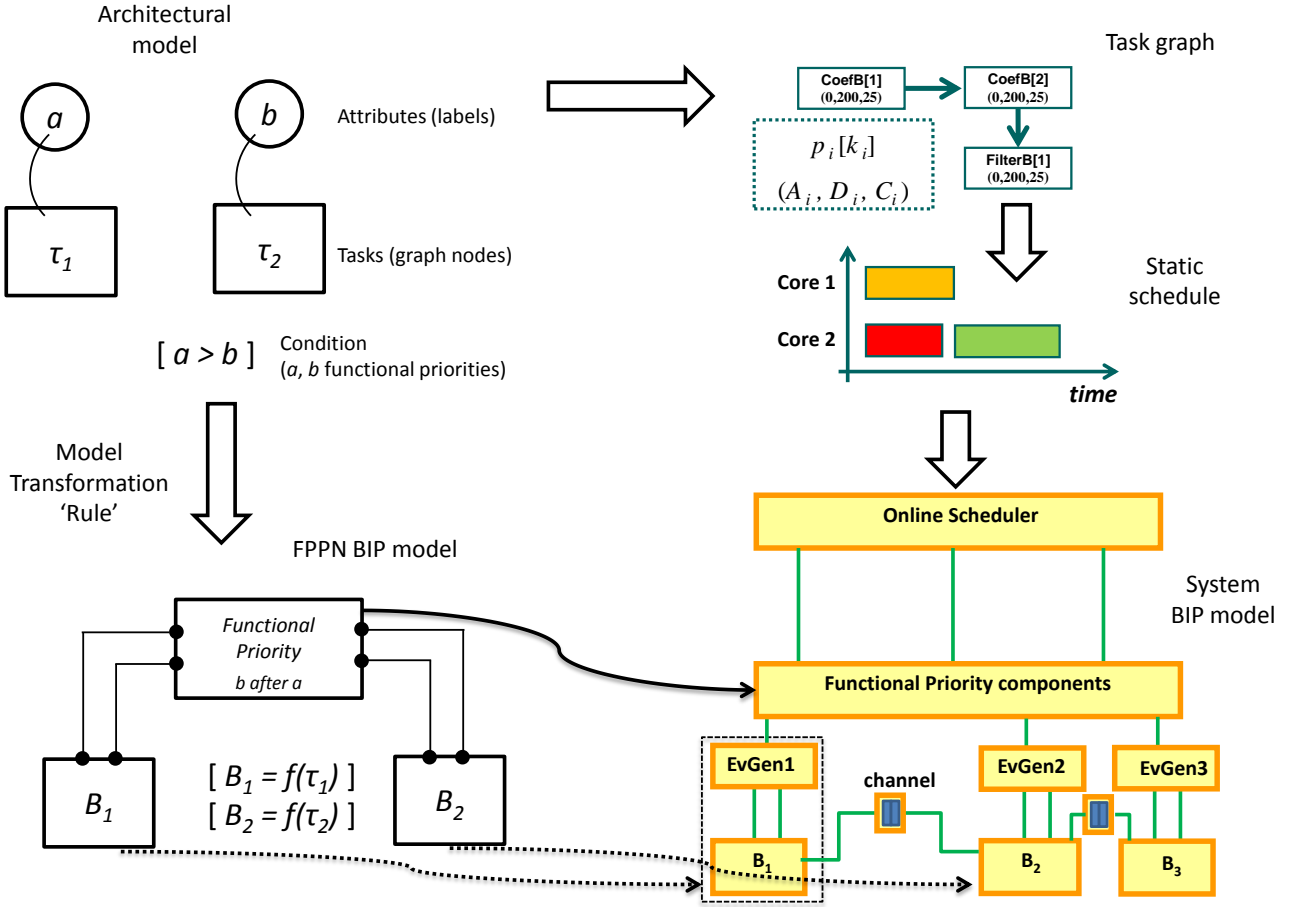 Architectural
model
a
b
Attributes (labels)
τ1
τ2
Tasks (graph nodes)
[ a > b ]
Condition
(a, b functional priorities)
Model
Transformation
‘Rule’
FPPN BIP model
Functional
Priority
b after a
B1
[ B1 = f(τ1) ]
[ B2 = f(τ2) ]
B2
Task graph
CoefB[1]
(0,200,25)
CoefB[2]
(0,200,25)
FilterB[1]
(0,200,25)
pi[ki]
(Ai, Di, Ci)
Static
schedule
Core 1
Core 2
time
Online Scheduler
System
BIP model
Functional Priority components
EvGen1
EvGen2
EvGen3
channel
B1
B2
B3